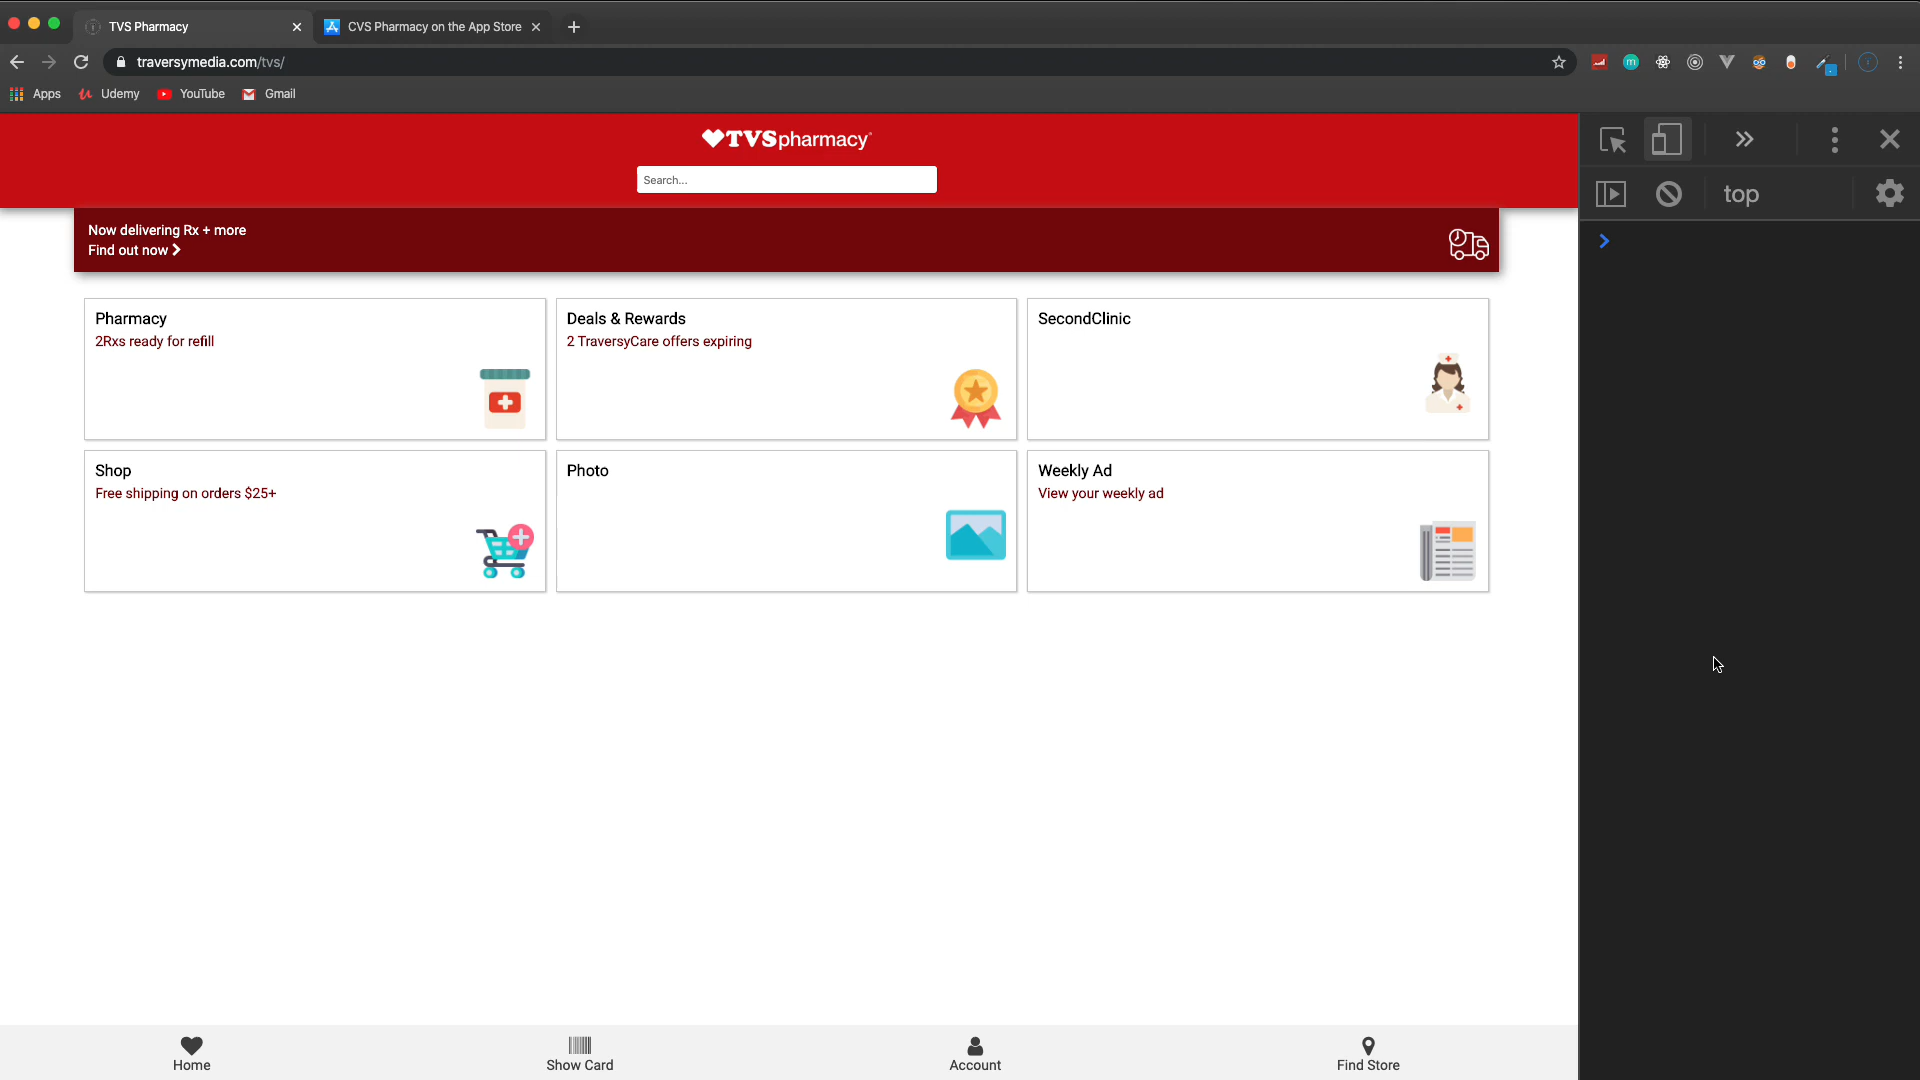 TVS Pharmacy
CVS Pharmacy on the App Store
traversymedia.com/tvs/
Apps
Udemy
YouTube
Gmail
TVSpharmacy
Search...
top
Now delivering Rx + more
Find out now
Pharmacy
2Rxs ready for refill
Deals & Rewards
2 TraversyCare offers expiring
SecondClinic
Shop
Free shipping on orders $25+
Photo
Weekly Ad
View your weekly ad
Home
Show Card
Account
Find Store